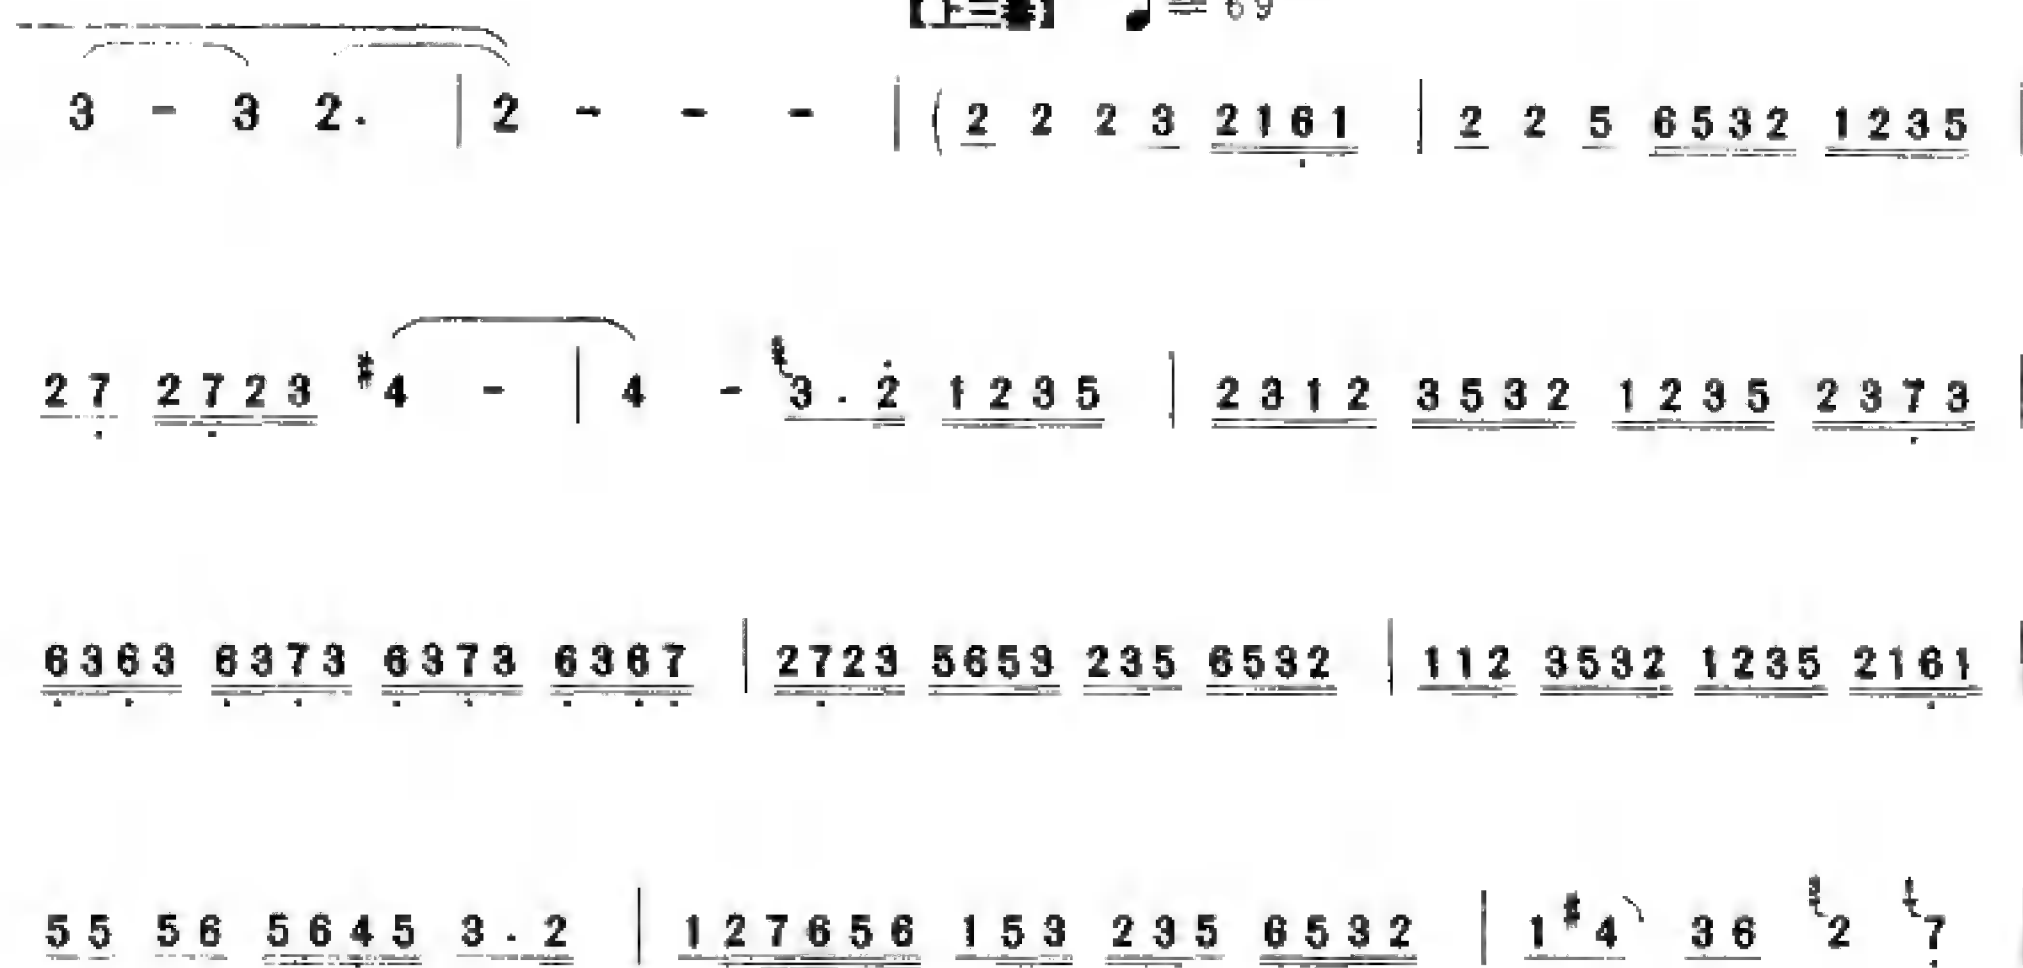 ♩=69
3 - 3 2. | 2 - - - | ( 2 2 2 3 2161 | 2 2 5 6532 1235 |
27 2723 #4 - | 4 - 3.2 1235 | 2312 3532 1235 2373 |
6363 6373 6373 6367 | 2723 5653 235 6532 | 112 3532 1235 2161 |
55 56 5645 3.2 | 127656 153 235 6532 | 1#4 36 2 7 |